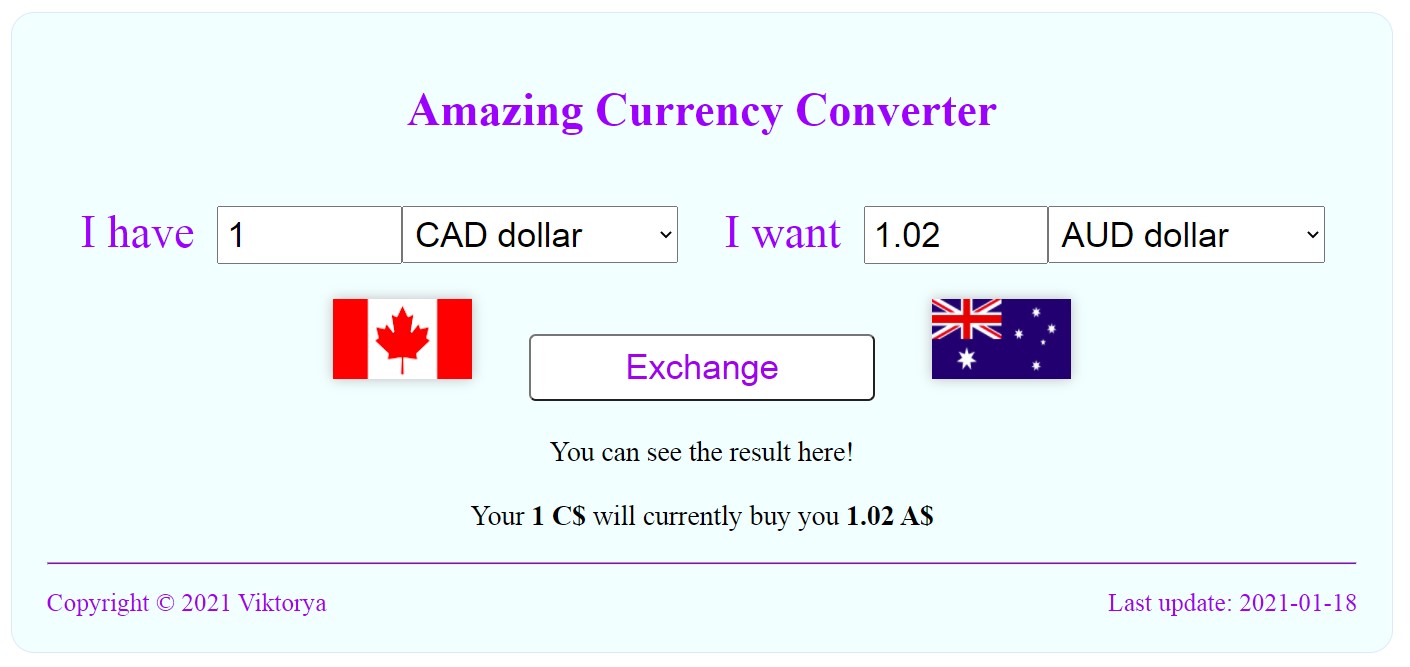 Amazing Currency Converter
I have 1 CAD dollar I want 1.02 AUD dollar
Exchange
You can see the result here!
Your 1 C$ will currently buy you 1.02 A$
Copyright © 2021 Viktorya Last update: 2021-01-18